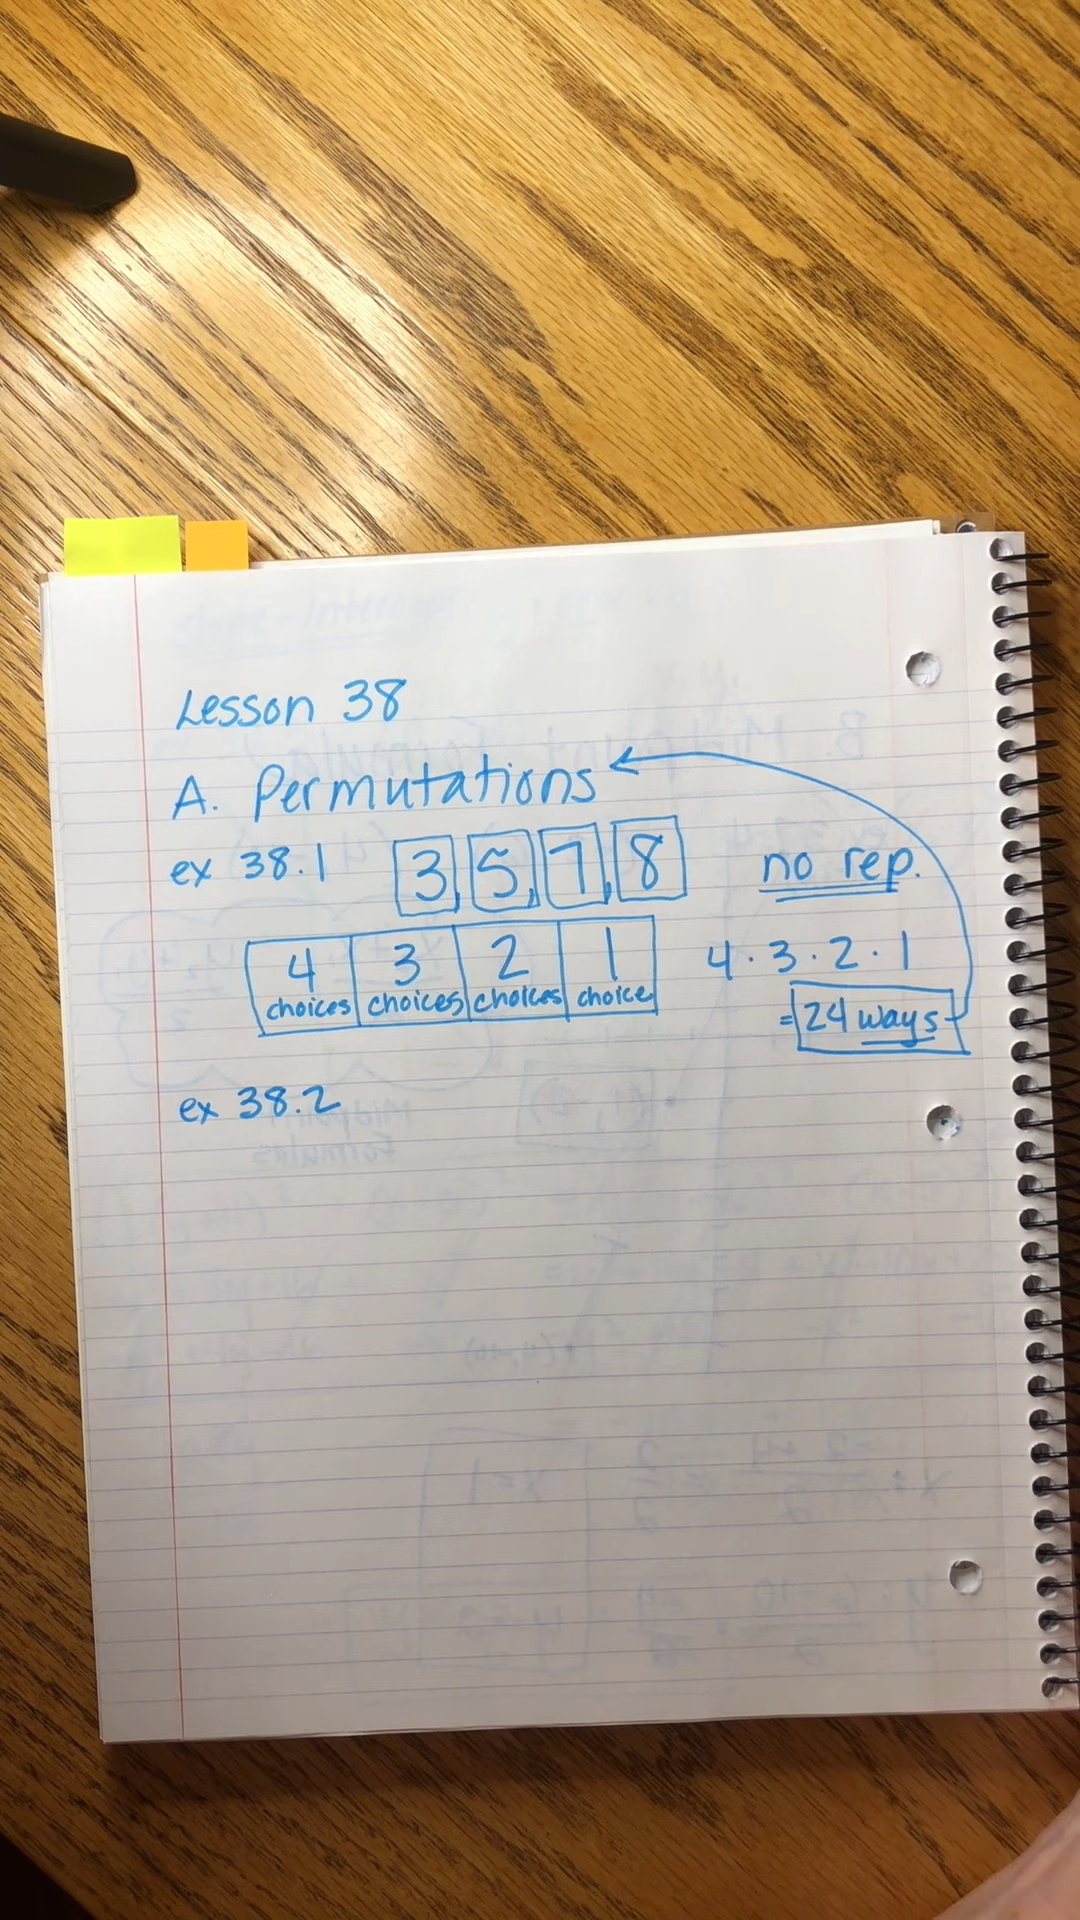 Lesson 38
A. Permutations
ex 38.1 3, 5, 7, 8 no rep.
4 choices 3 choices 2 choices 1 choice 4 · 3 · 2 · 1
= 24 ways
ex 38.2